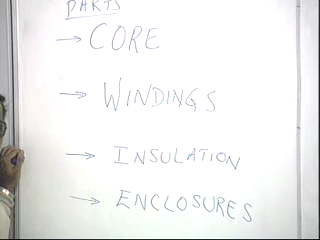 PARTS
→ CORE
→ WINDINGS
→ INSULATION
→ ENCLOSURES